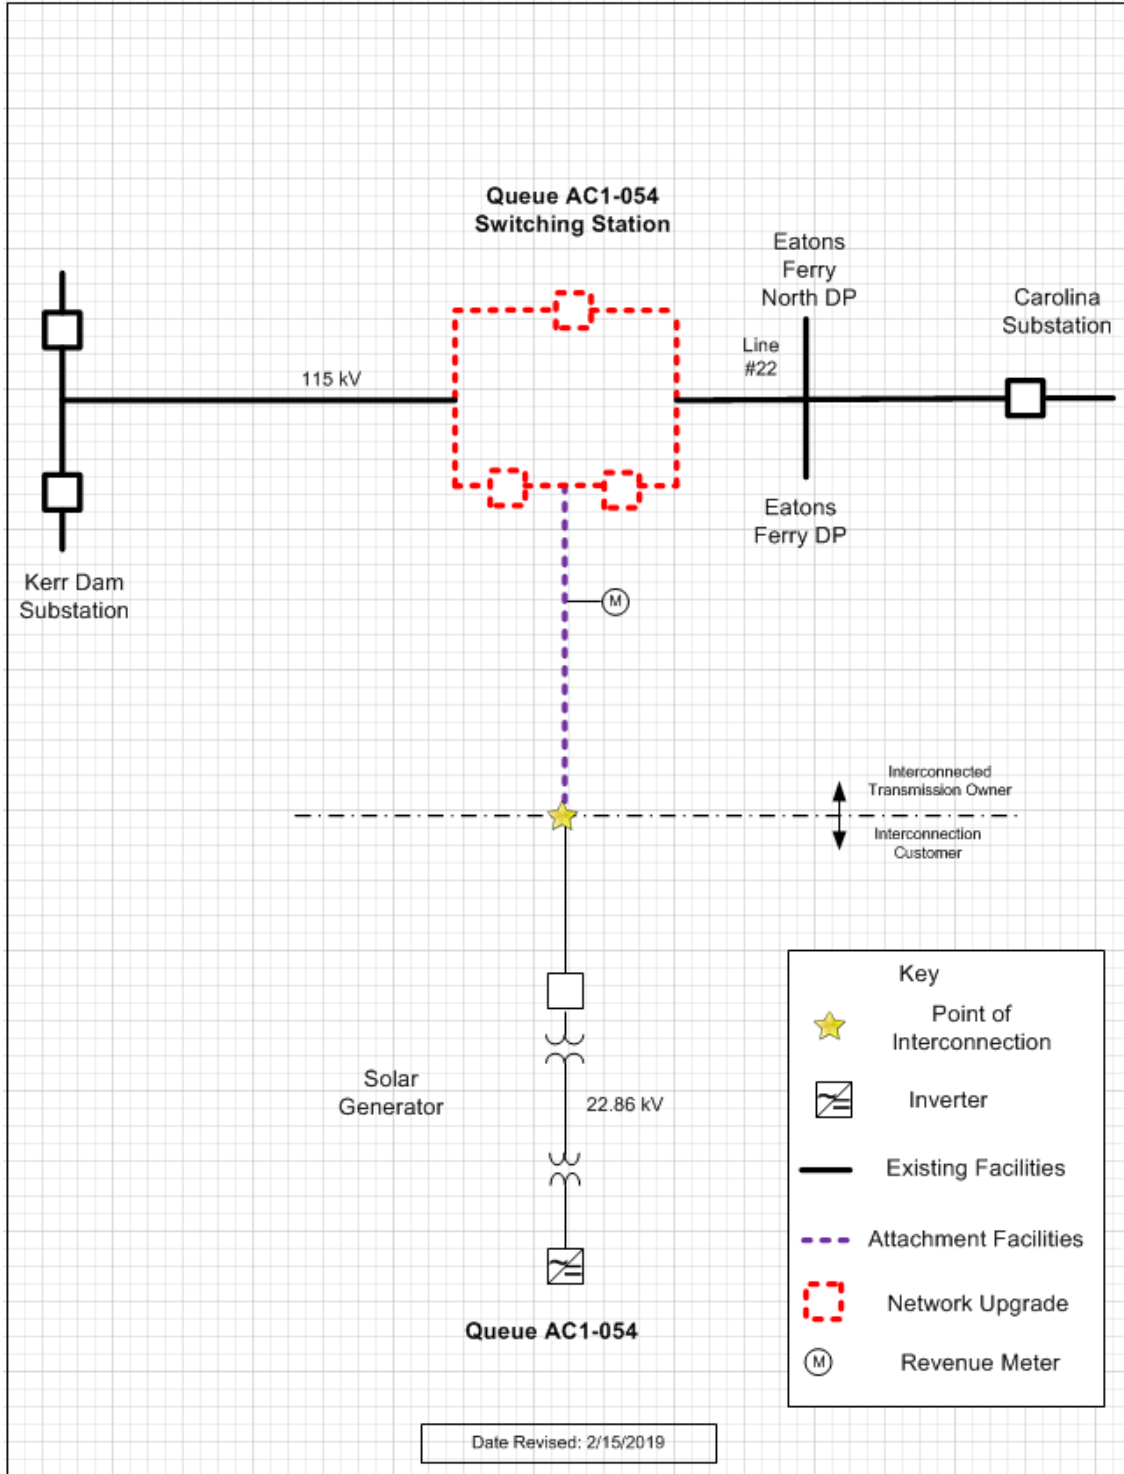 Queue AC1-054
Switching Station
Eatons
Ferry
North DP
Carolina
Substation
Line
#22
115 kV
Eatons
Ferry DP
Kerr Dam
Substation
M
Interconnected
Transmission Owner
Interconnection
Customer
Solar
Generator
22.86 kV
Queue AC1-054
Key
Point of
Interconnection
Inverter
Existing Facilities
Attachment Facilities
Network Upgrade
M
Revenue Meter
Date Revised: 2/15/2019